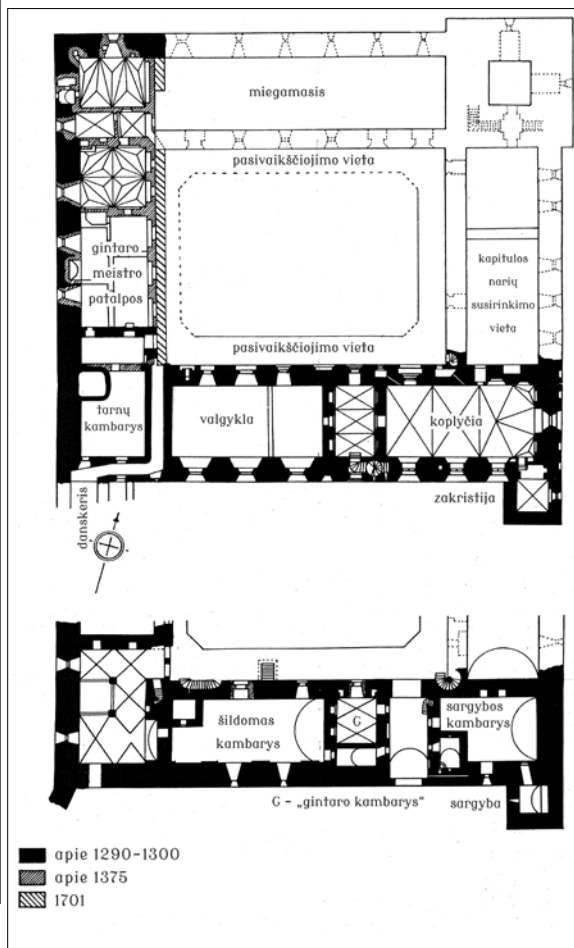 miegamasis
pasivaikščiojimo vieta
gintaro
meistro
patalpos
kapitulos
narių
susirinkimo
vieta
pasivaikščiojimo vieta
tarnų
kambarys
valgykla
koplyčia
danskeris
zakristija
šildomas
kambarys
G
sargybos
kambarys
G – „gintaro kambarys“
sargyba
apie 1290–1300
apie 1375
1701